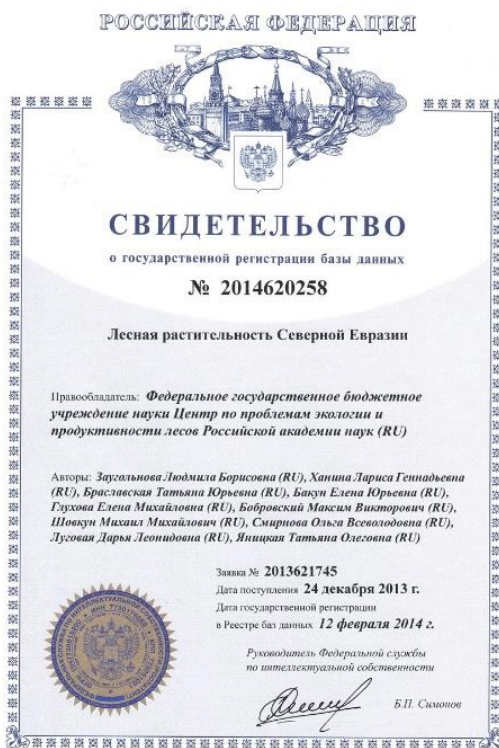 РОССИЙСКАЯ ФЕДЕРАЦИЯ
СВИДЕТЕЛЬСТВО
о государственной регистрации базы данных
№ 2014620258
Лесная растительность Северной Евразии
Правообладатель: Федеральное государственное бюджетное
учреждение науки Центр по проблемам экологии и
продуктивности лесов Российской академии наук (RU)
Авторы: Заугольнова Людмила Борисовна (RU), Ханина Лариса Геннадьевна
(RU), Браславская Татьяна Юрьевна (RU), Бакун Елена Юрьевна (RU),
Глухова Елена Михайловна (RU), Бобровский Максим Викторович (RU),
Шовкун Михаил Михайлович (RU), Смирнова Ольга Всеволодовна (RU),
Луговая Дарья Леонидовна (RU), Яницкая Татьяна Олеговна (RU)
Заявка № 2013621745
Дата поступления 24 декабря 2013 г.
Дата государственной регистрации
в Реестре баз данных 12 февраля 2014 г.
Руководитель Федеральной службы
по интеллектуальной собственности
Б.П. Симонов